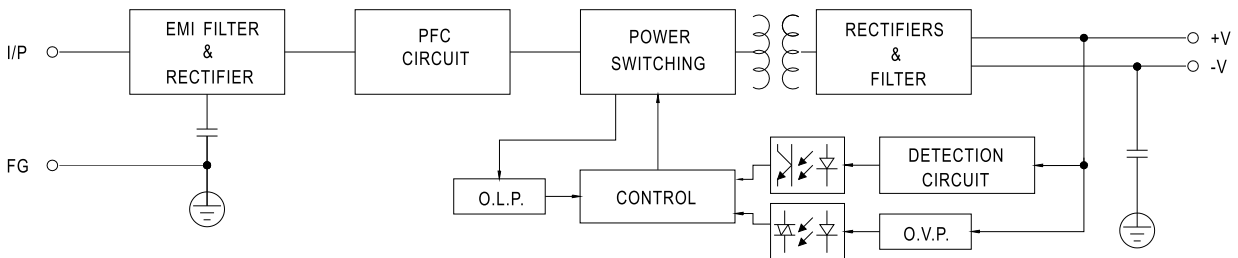 I/P
EMI FILTER
&
RECTIFIER
PFC
CIRCUIT
POWER
SWITCHING
RECTIFIERS
&
FILTER
+V
-V
FG
O.L.P.
CONTROL
DETECTION
CIRCUIT
O.V.P.